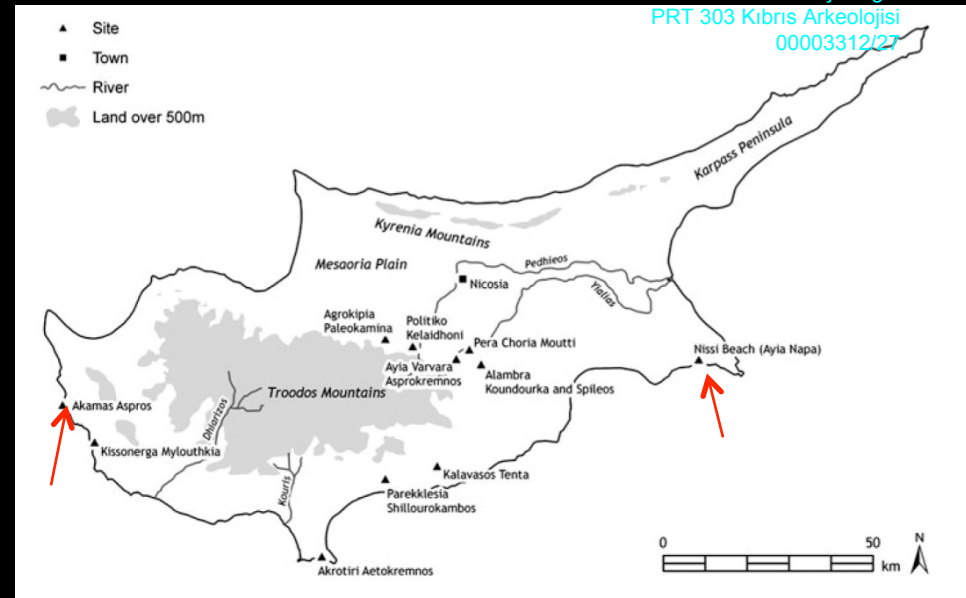 PRT 303 Kıbrıs Arkeolojisi
00003312/27
Site
Town
River
Land over 500m
Karpass Peninsula
Kyrenia Mountains
Mesaoria Plain
Pedhieos
Nicosia
Yialias
Agrokipia
Paleokamina
Politiko
Kelaidhoni
Pera Choria Moutti
Nissi Beach (Ayia Napa)
Ayia Varvara
Asprokremnos
Alambra
Koundourka and Spileos
Troodos Mountains
Dhiarizos
Akamas Aspros
Kissonerga Mylouthkia
Kouris
Kalavasos Tenta
Parekklesia
Shillourokambos
Akrotiri Aetokremnos
0 50
km
N